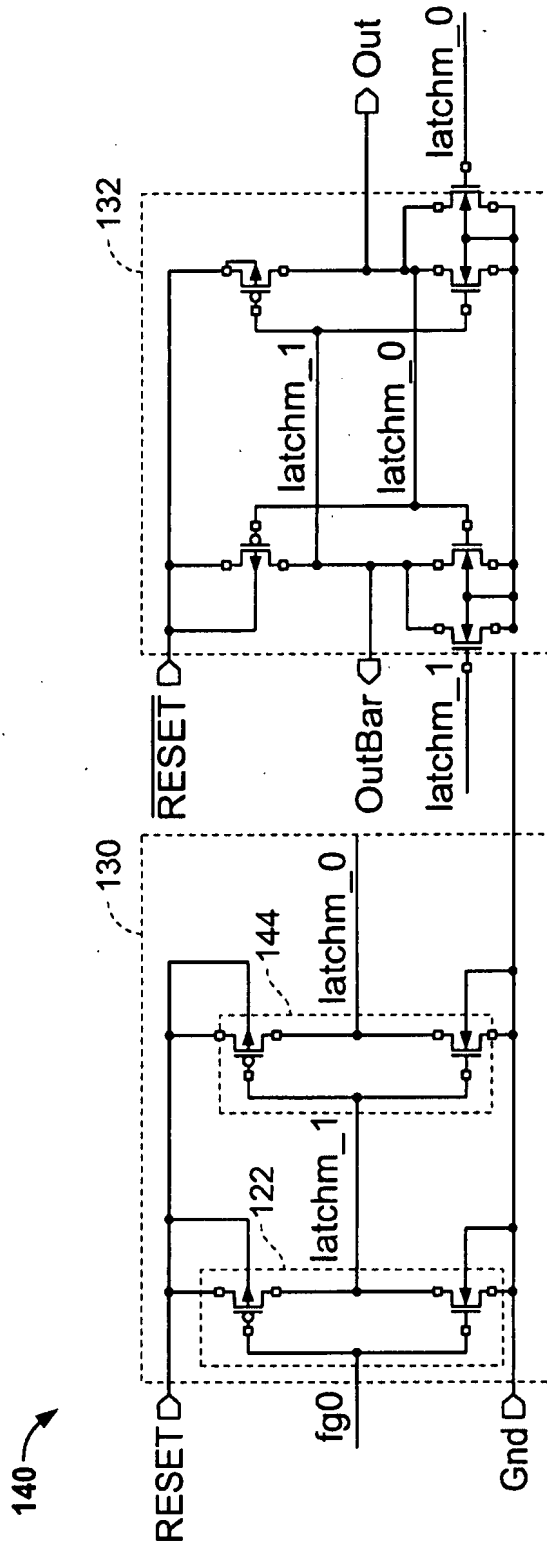 140
RESET
fg0
Gnd
130
122
latchm_1
144
latchm_0
RESET
OutBar
latchm_1
132
latchm_1
latchm_0
Out
latchm_0